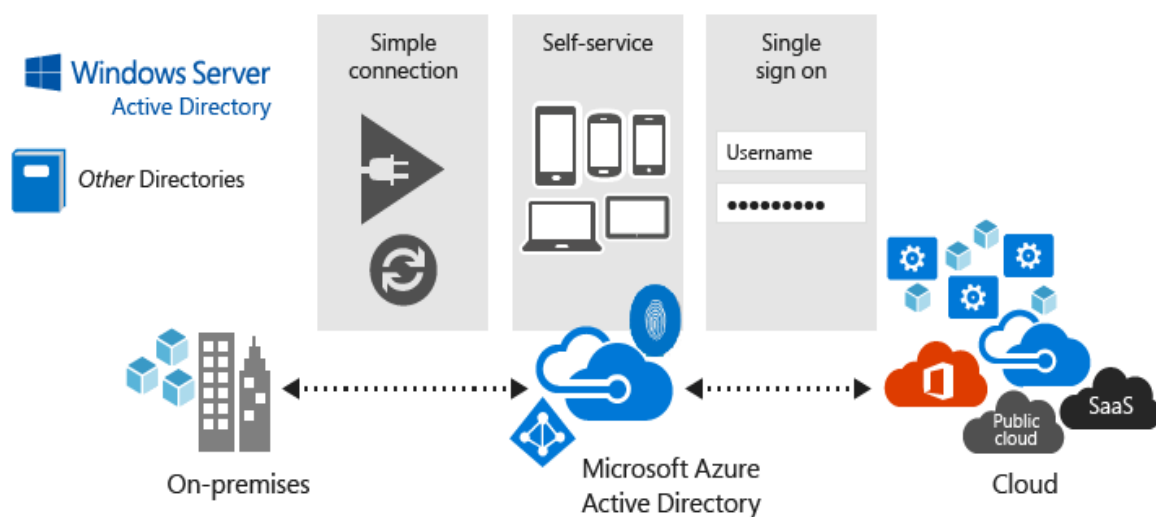 Windows Server
Active Directory
Other Directories
Simple
connection
Self-service
Single
sign on
Username
•••••••••
On-premises
Microsoft Azure
Active Directory
Public
cloud
SaaS
Cloud